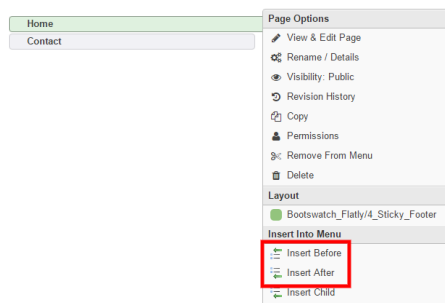 Home
Contact
Page Options
View & Edit Page
Rename / Details
Visibility: Public
Revision History
Copy
Permissions
Remove From Menu
Delete
Layout
Bootswatch_Flatly/4_Sticky_Footer
Insert Into Menu
Insert Before
Insert After
Insert Child